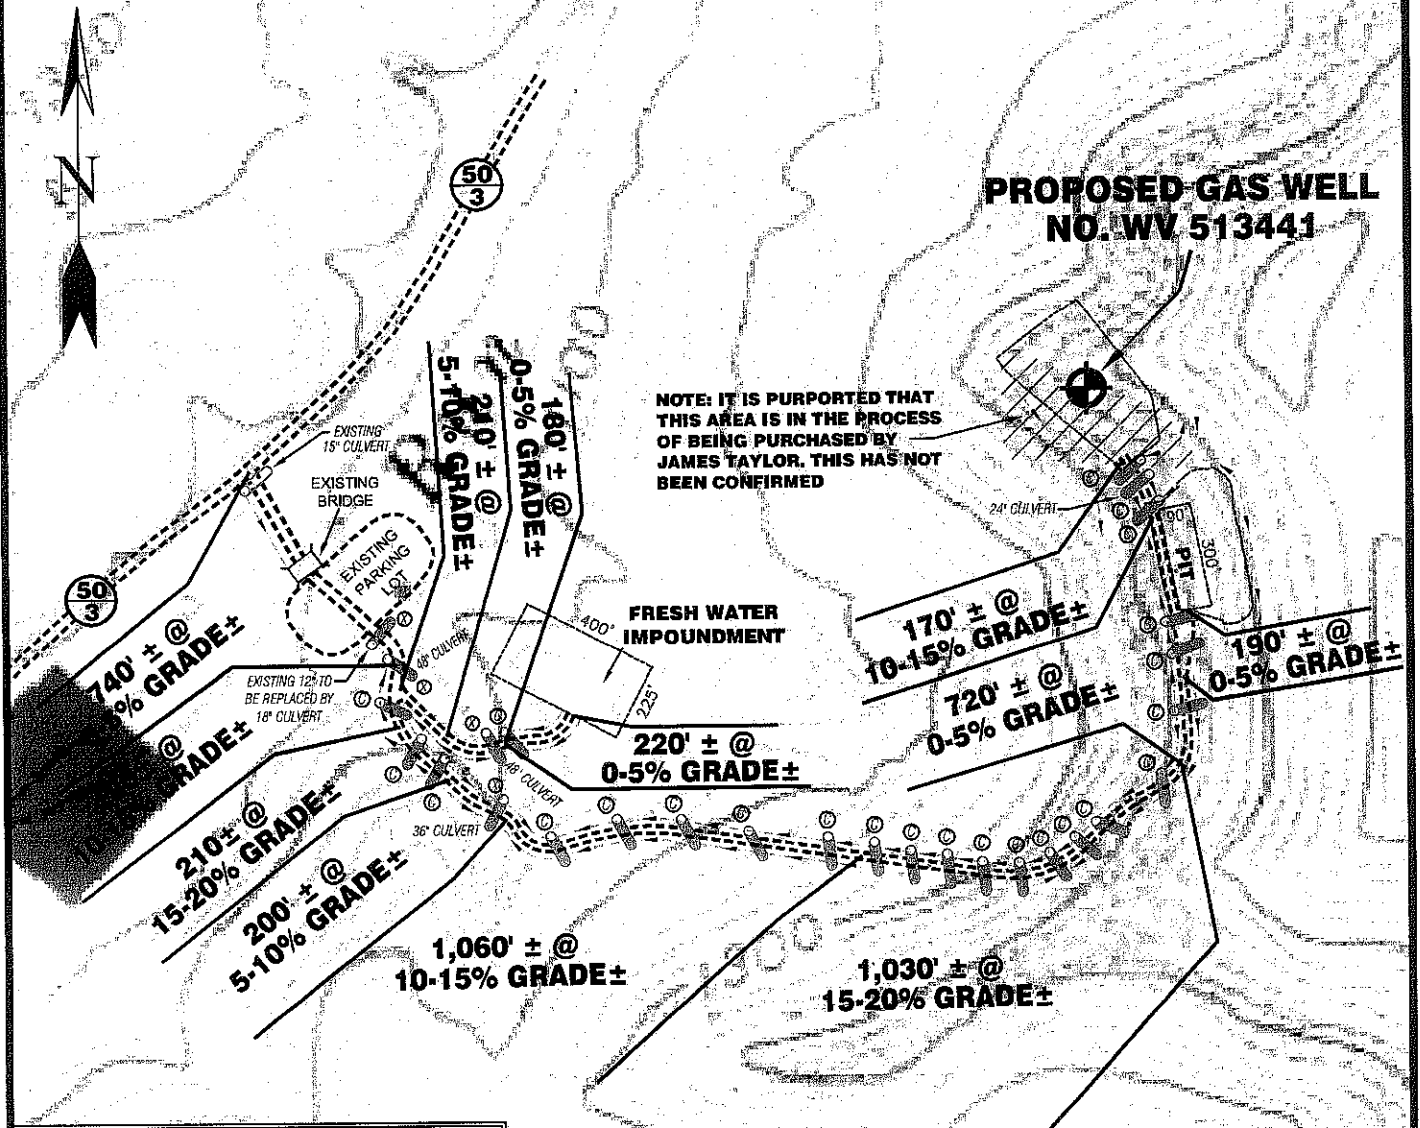 N
50
3
PROPOSED GAS WELL
NO. WV 513441
NOTE: IT IS PURPORTED THAT
THIS AREA IS IN THE PROCESS
OF BEING PURCHASED BY
JAMES TAYLOR. THIS HAS NOT
BEEN CONFIRMED
EXISTING
15" CULVERT
EXISTING
BRIDGE
EXISTING
PARKING
LOT
50
3
210' ± @
5-10% GRADE±
180' ± @
0-5% GRADE±
24" CULVERT
90'
300'
PIT
FRESH WATER
IMPOUNDMENT
400'
225
170' ± @
10-15% GRADE±
190' ± @
0-5% GRADE±
720' ± @
0-5% GRADE±
740' ± @
% GRADE±
48" CULVERT
EXISTING 12" TO
BE REPLACED BY
18" CULVERT
@
GRADE±
220' ± @
0-5% GRADE±
48" CULVERT
36" CULVERT
210± @
15-20% GRADE±
200' ± @
5-10% GRADE±
1,060' ± @
10-15% GRADE±
1,030' ± @
15-20% GRADE±